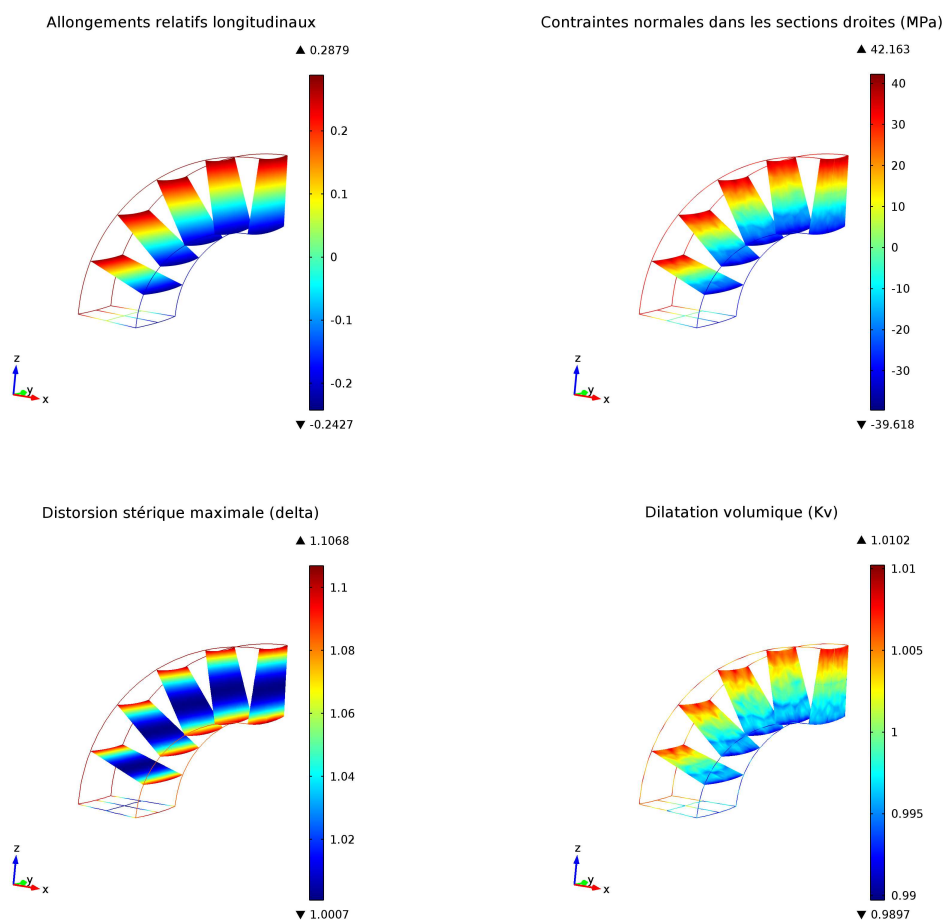 Allongements relatifs longitudinaux
▲ 0.2879
0.2
0.1
0
-0.1
-0.2
▼ -0.2427
z
y
x
Contraintes normales dans les sections droites (MPa)
▲ 42.163
40
30
20
10
0
-10
-20
-30
▼ -39.618
z
y
x
Distorsion stérique maximale (delta)
▲ 1.1068
1.1
1.08
1.06
1.04
1.02
▼ 1.0007
z
y
x
Dilatation volumique (Kv)
▲ 1.0102
1.01
1.005
1
0.995
0.99
▼ 0.9897
z
y
x